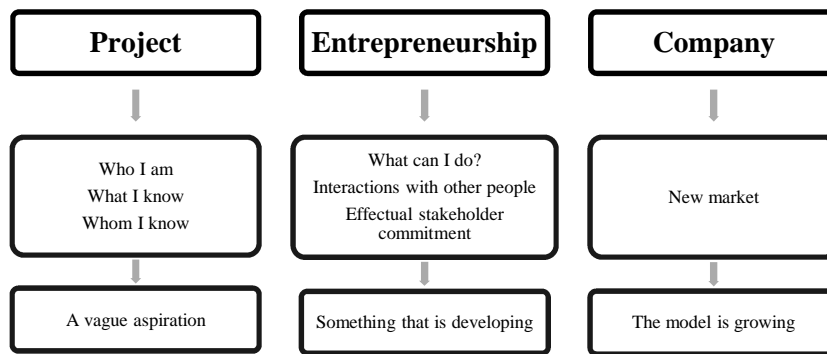 Project
Entrepreneurship
Company
Who I am
What I know
Whom I know
What can I do?
Interactions with other people
Effectual stakeholder
commitment
New market
A vague aspiration
Something that is developing
The model is growing